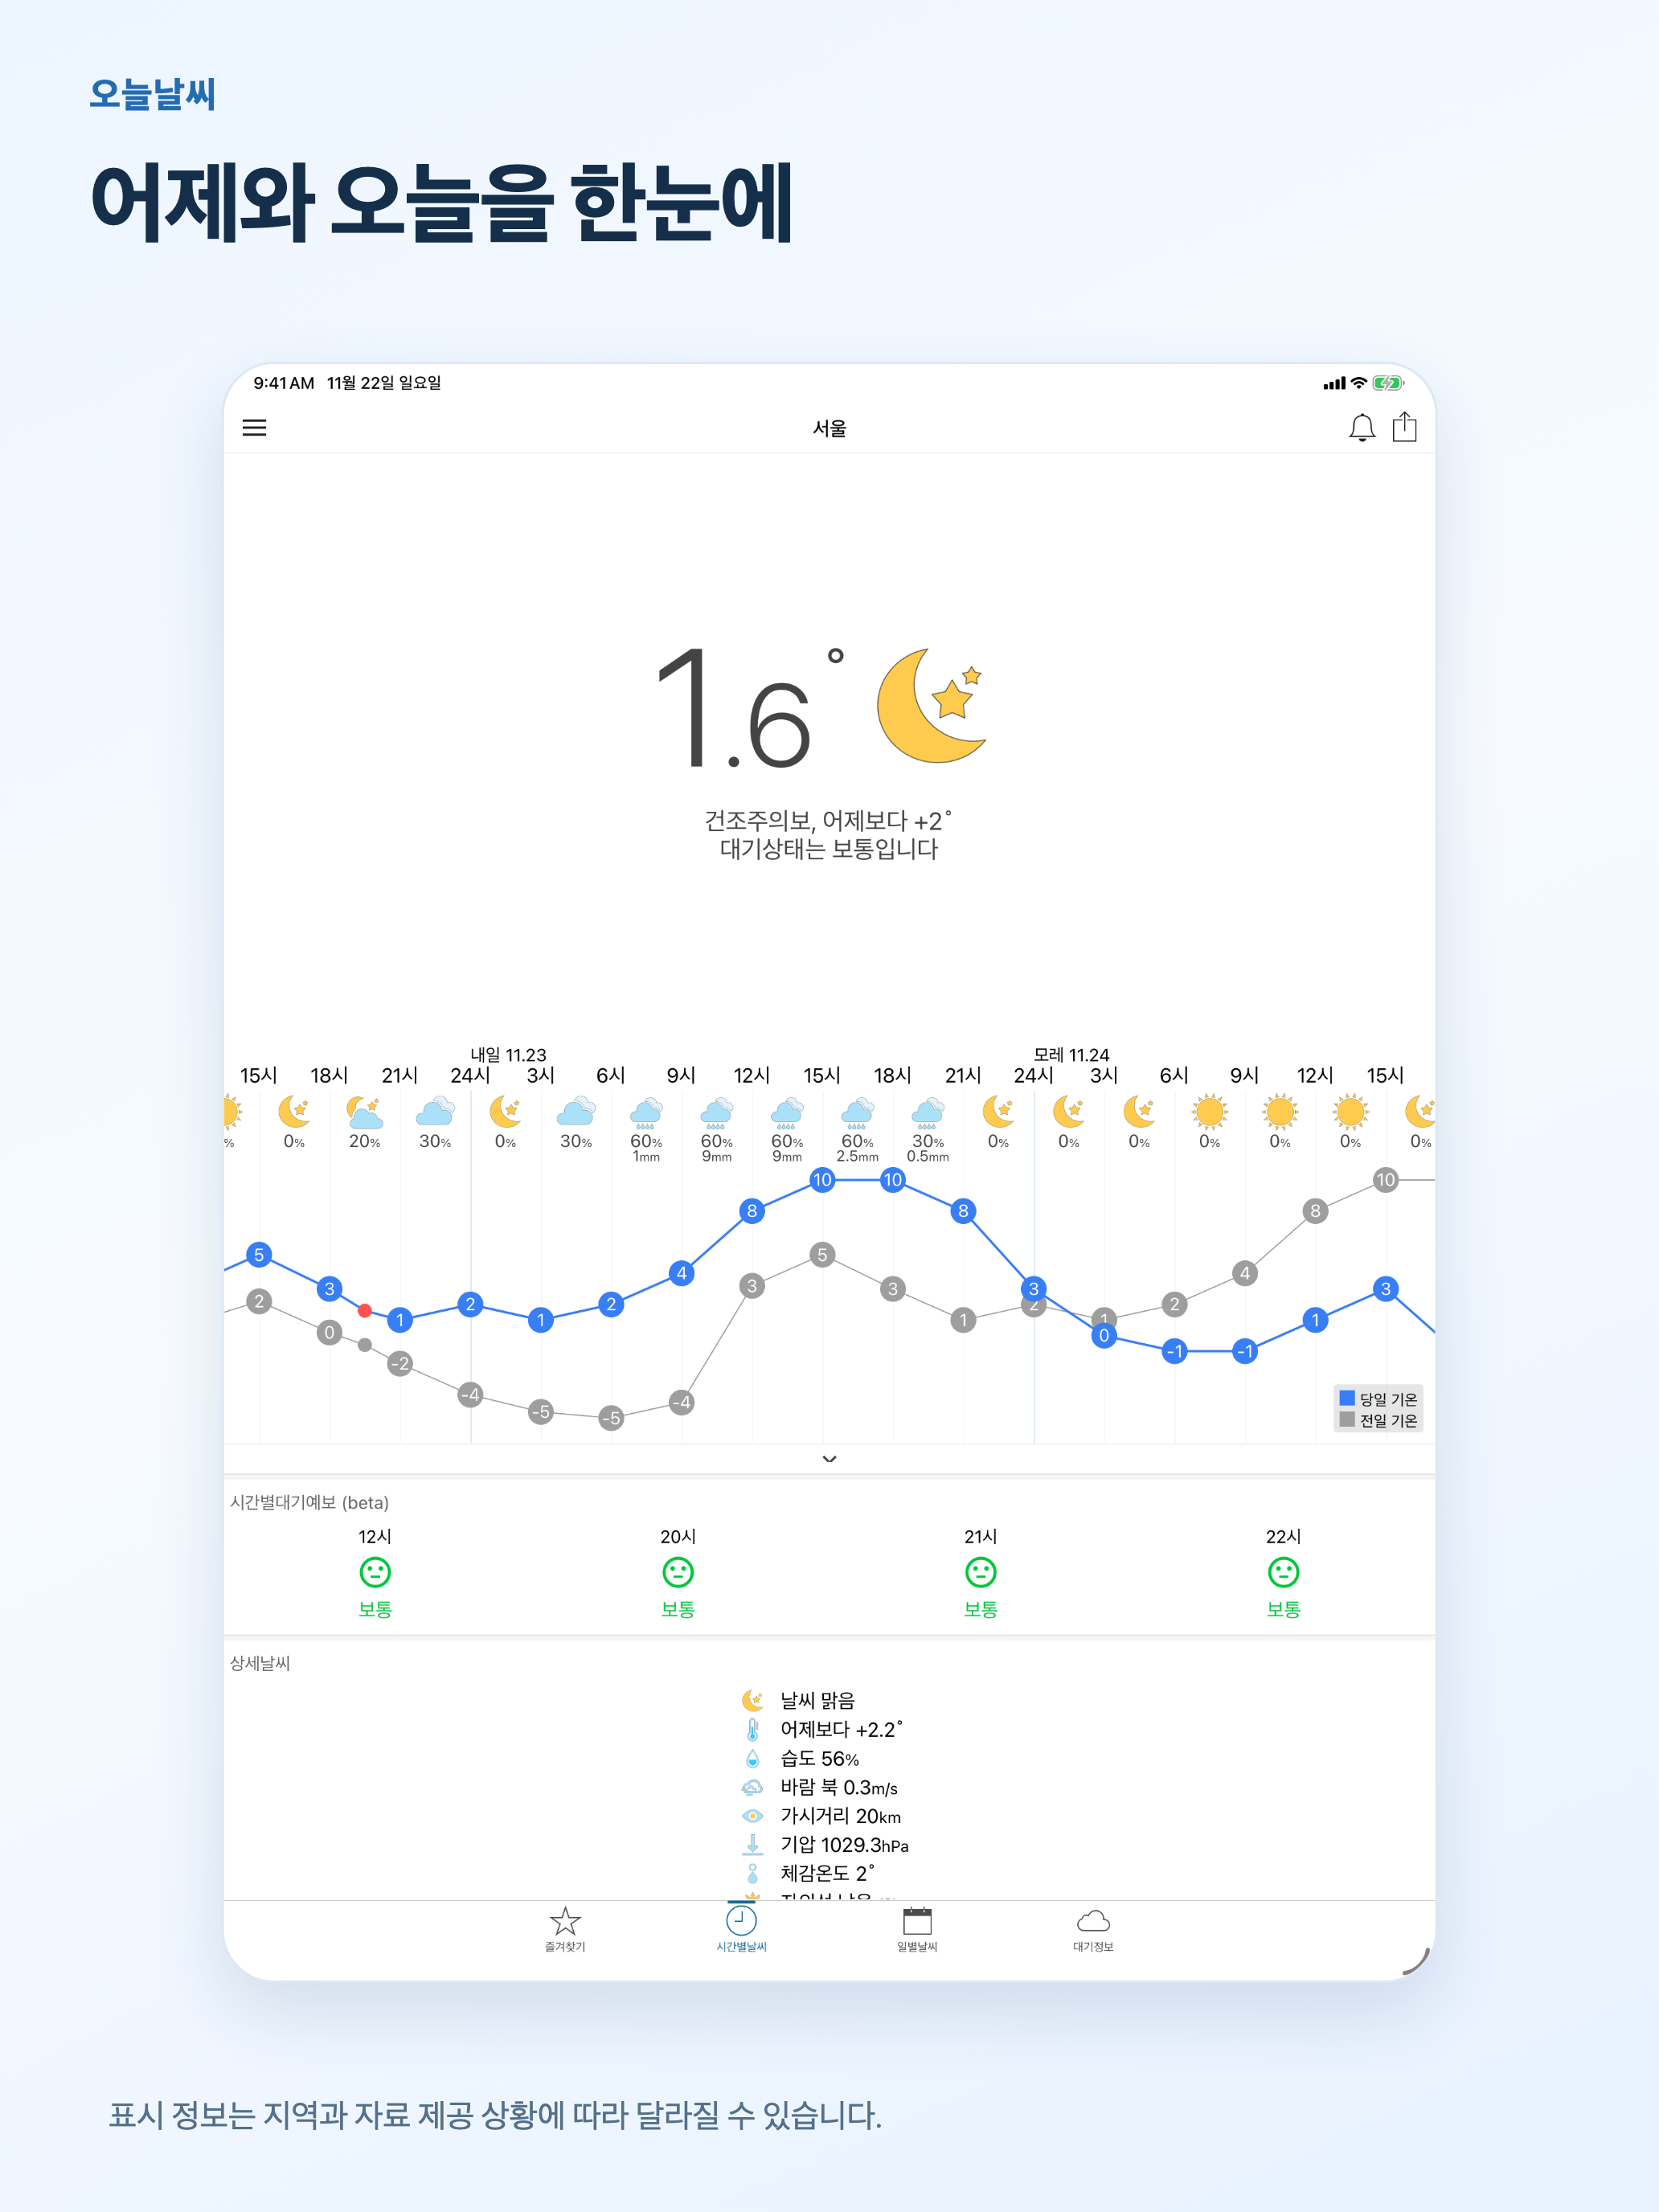 오늘날씨
어제와 오늘을 한눈에
9:41 AM 11월 22일 일요일
서울
1.6°
건조주의보, 어제보다 +2°
대기상태는 보통입니다
내일 11.23 모레 11.24
15시 18시 21시 24시 3시 6시 9시 12시 15시 18시 21시 24시 3시 6시 9시 12시 15시
% 0% 20% 30% 0% 30% 60% 60% 60% 60% 30% 0% 0% 0% 0% 0% 0% 0%
1mm 9mm 9mm 2.5mm 0.5mm
5 3 1 2 1 2 4 8 10 10 8 3 0 -1 -1 1 3
2 0 -2 -4 -5 -5 -4 3 5 3 1 2 1 2 4 8 10
당일 기온
전일 기온
시간별대기예보 (beta)
12시 20시 21시 22시
보통 보통 보통 보통
상세날씨
날씨 맑음
어제보다 +2.2°
습도 56%
바람 북 0.3m/s
가시거리 20km
기압 1029.3hPa
체감온도 2°
즐겨찾기 시간별날씨 일별날씨 대기정보
표시 정보는 지역과 자료 제공 상황에 따라 달라질 수 있습니다.